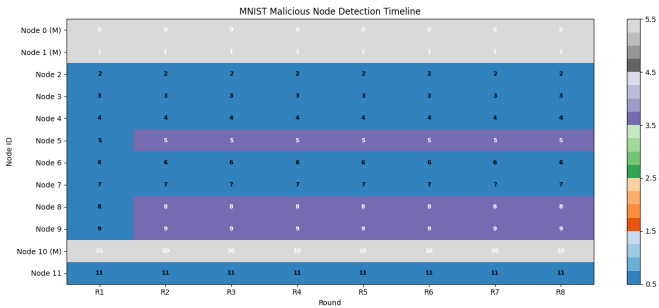 MNIST Malicious Node Detection Timeline
Node ID
Node 0 (M) 0 0 0 0 0 0 0 0
Node 1 (M) 1 1 1 1 1 1 1 1
Node 2 2 2 2 2 2 2 2 2
Node 3 3 3 3 3 3 3 3 3
Node 4 4 4 4 4 4 4 4 4
Node 5 5 5 5 5 5 5 5 5
Node 6 6 6 6 6 6 6 6 6
Node 7 7 7 7 7 7 7 7 7
Node 8 8 8 8 8 8 8 8 8
Node 9 9 9 9 9 9 9 9 9
Node 10 (M) 10 10 10 10 10 10 10 10
Node 11 11 11 11 11 11 11 11 11
R1 R2 R3 R4 R5 R6 R7 R8
Round
5.5
4.5
3.5
2.5
1.5
0.5